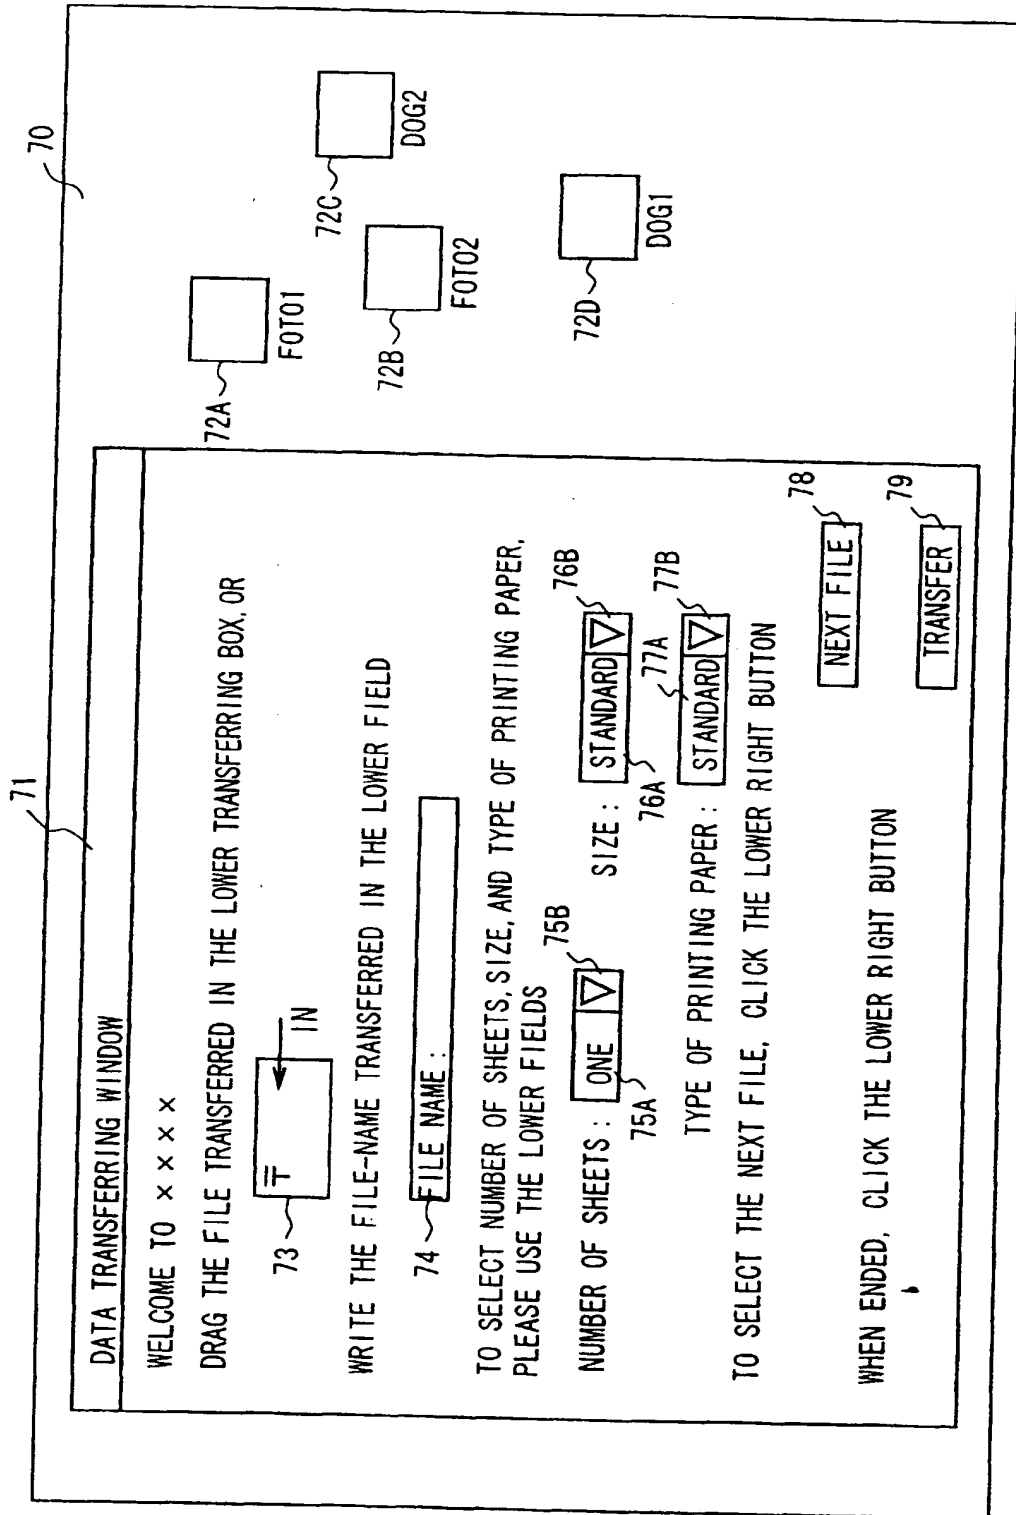 70
71
DATA TRANSFERRING WINDOW
WELCOME TO × × × ×
DRAG THE FILE TRANSFERRED IN THE LOWER TRANSFERRING BOX, OR
73
T
IN
WRITE THE FILE-NAME TRANSFERRED IN THE LOWER FIELD
74
FILE NAME :
TO SELECT NUMBER OF SHEETS, SIZE, AND TYPE OF PRINTING PAPER,
PLEASE USE THE LOWER FIELDS
75B
76B
NUMBER OF SHEETS : ONE ▽ SIZE : STANDARD ▽
75A
76A
77A
77B
TYPE OF PRINTING PAPER : STANDARD ▽
TO SELECT THE NEXT FILE, CLICK THE LOWER RIGHT BUTTON
78
NEXT FILE
WHEN ENDED, CLICK THE LOWER RIGHT BUTTON
79
TRANSFER
72A
FOTO1
72C
DOG2
72B
FOTO2
72D
DOG1